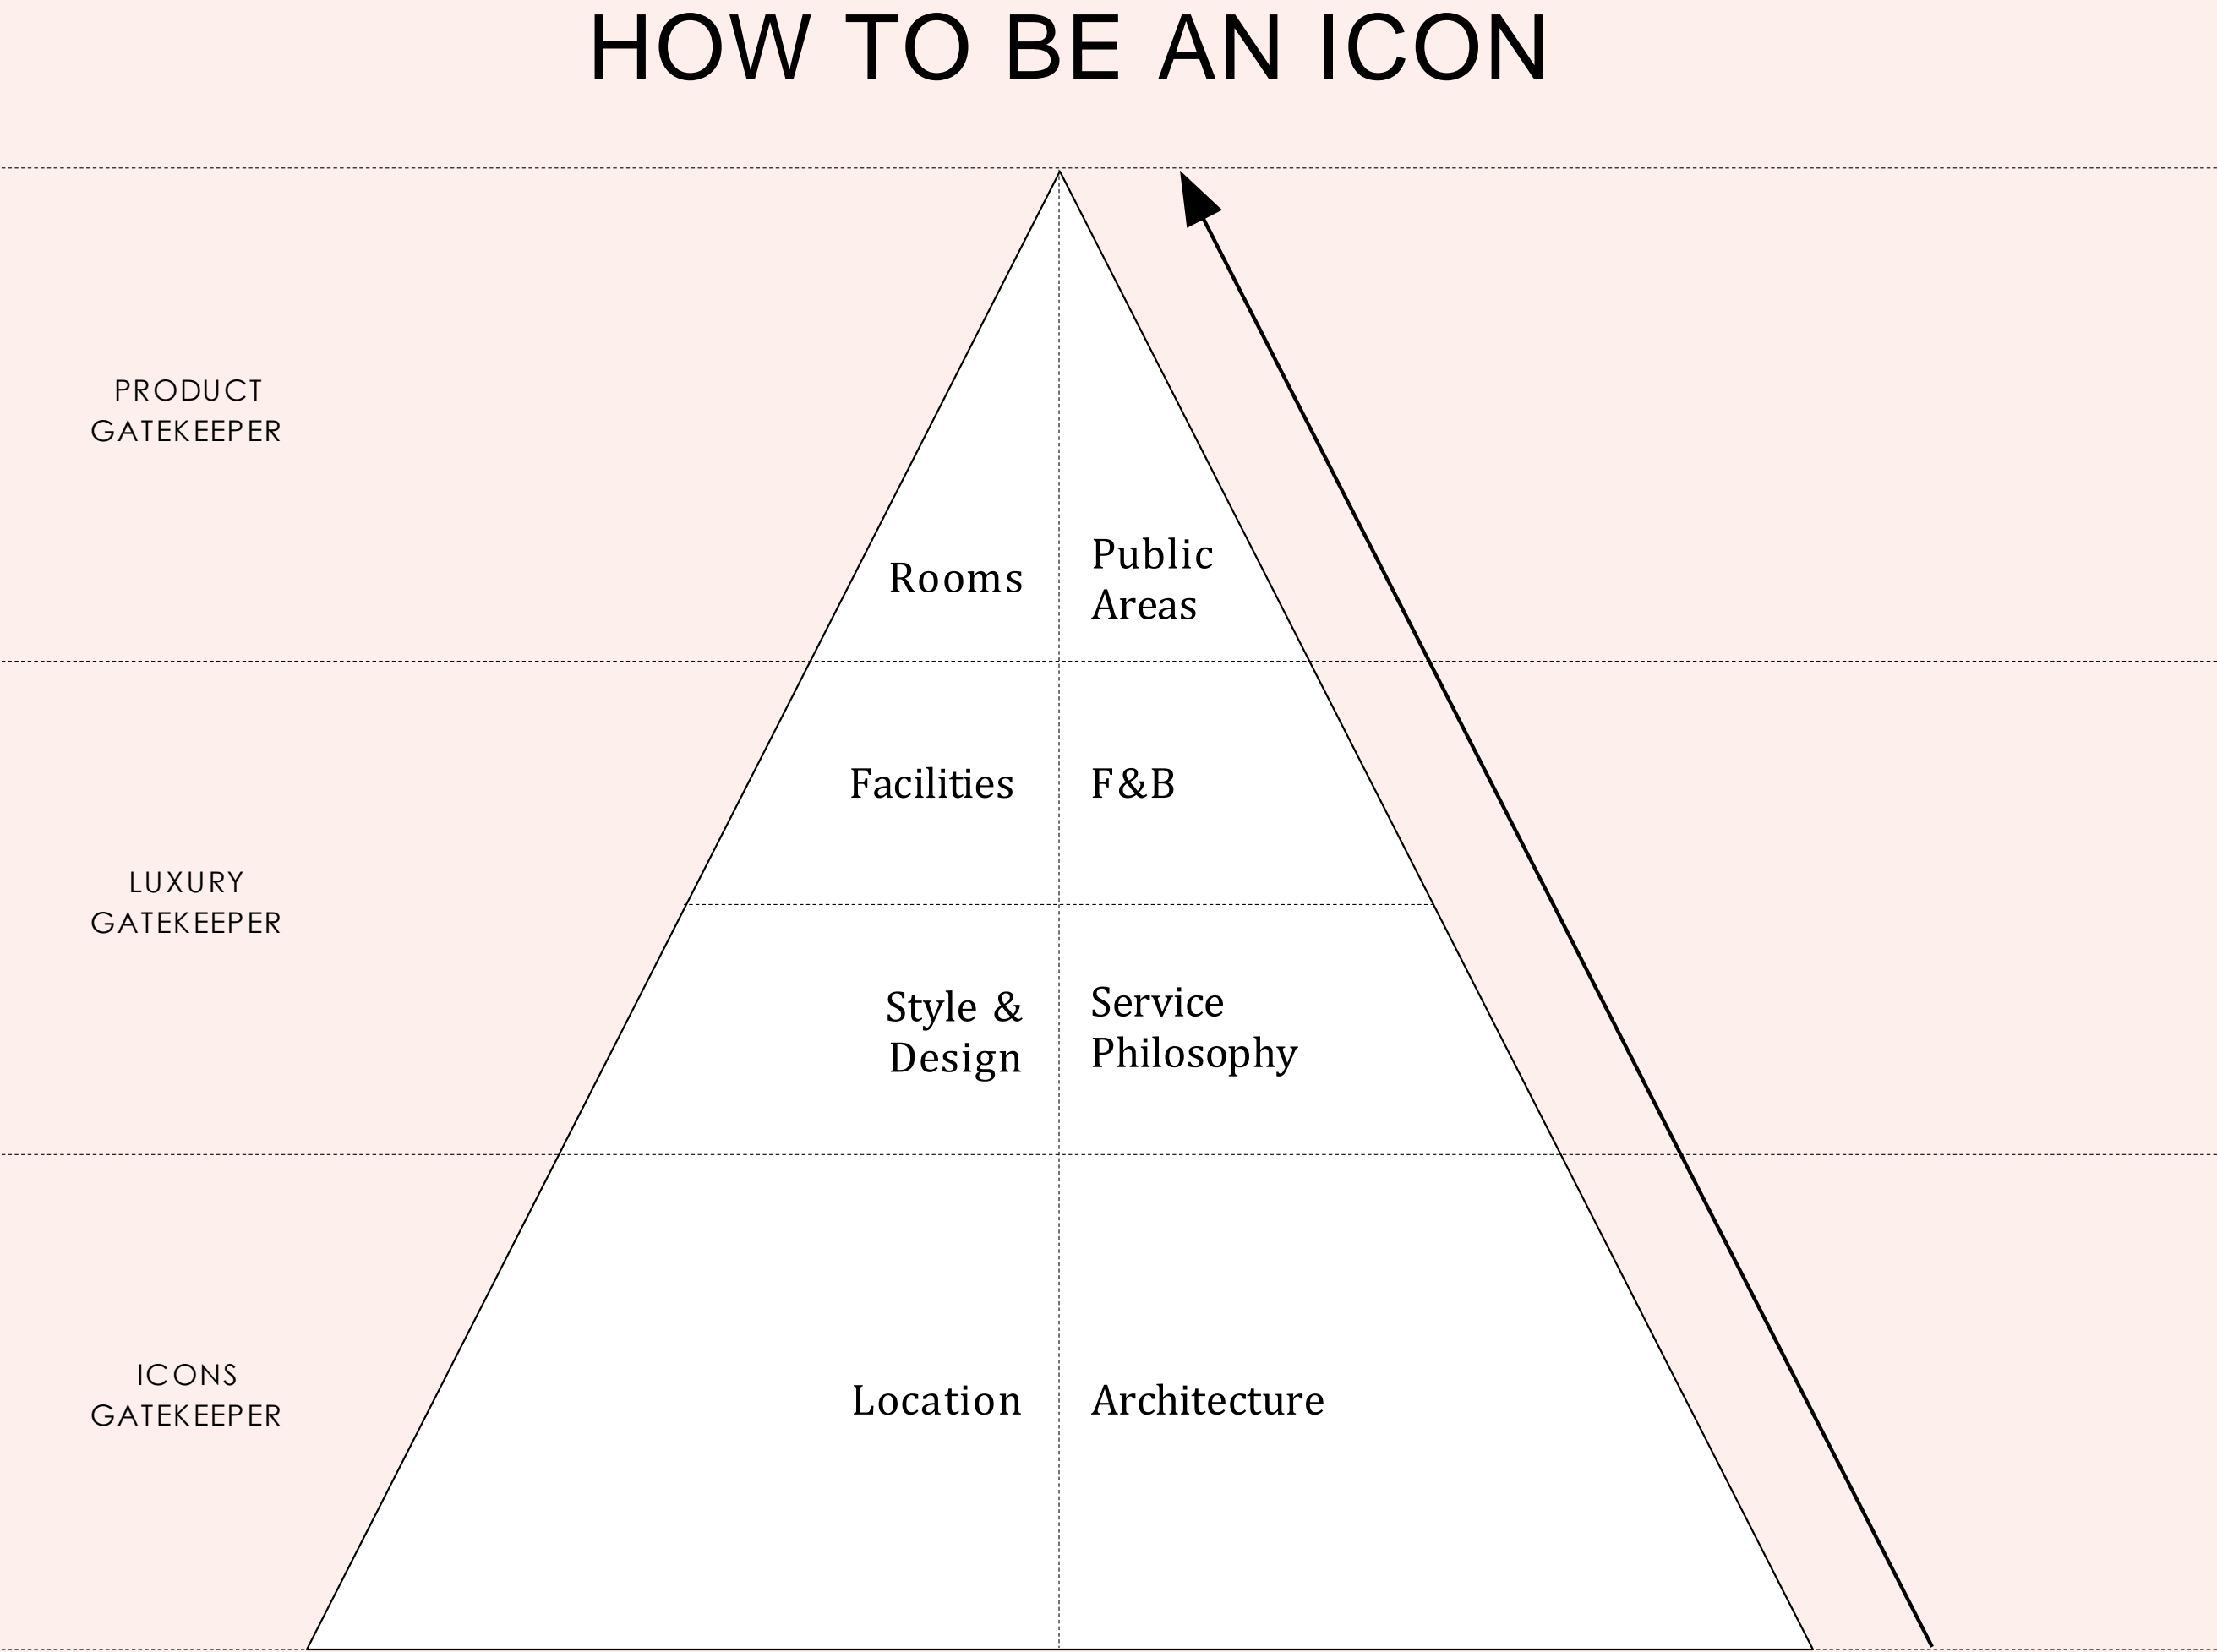 HOW TO BE AN ICON
PRODUCT
GATEKEEPER
Rooms
Public
Areas
LUXURY
GATEKEEPER
Facilities
F&B
Style &
Design
Service
Philosophy
ICONS
GATEKEEPER
Location
Architecture